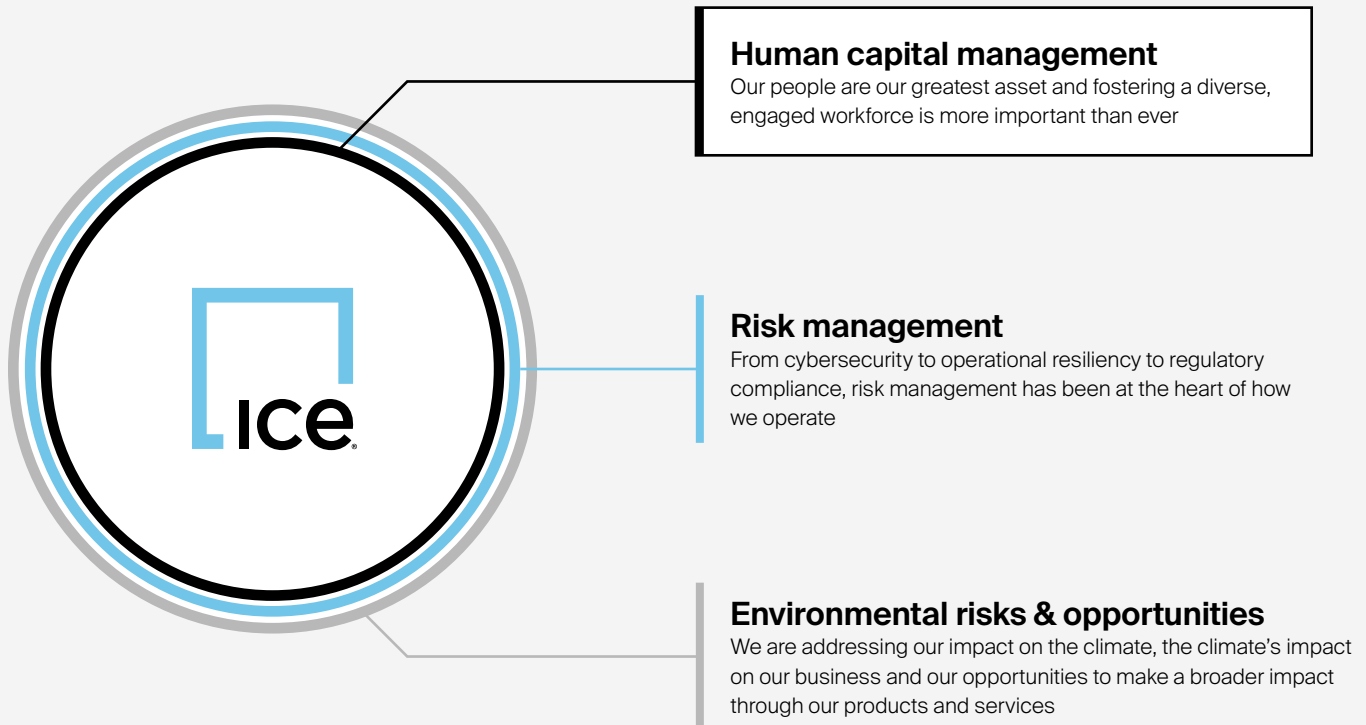 Human capital management
Our people are our greatest asset and fostering a diverse,
engaged workforce is more important than ever
ice®
Risk management
From cybersecurity to operational resiliency to regulatory
compliance, risk management has been at the heart of how
we operate
Environmental risks & opportunities
We are addressing our impact on the climate, the climate’s impact
on our business and our opportunities to make a broader impact
through our products and services